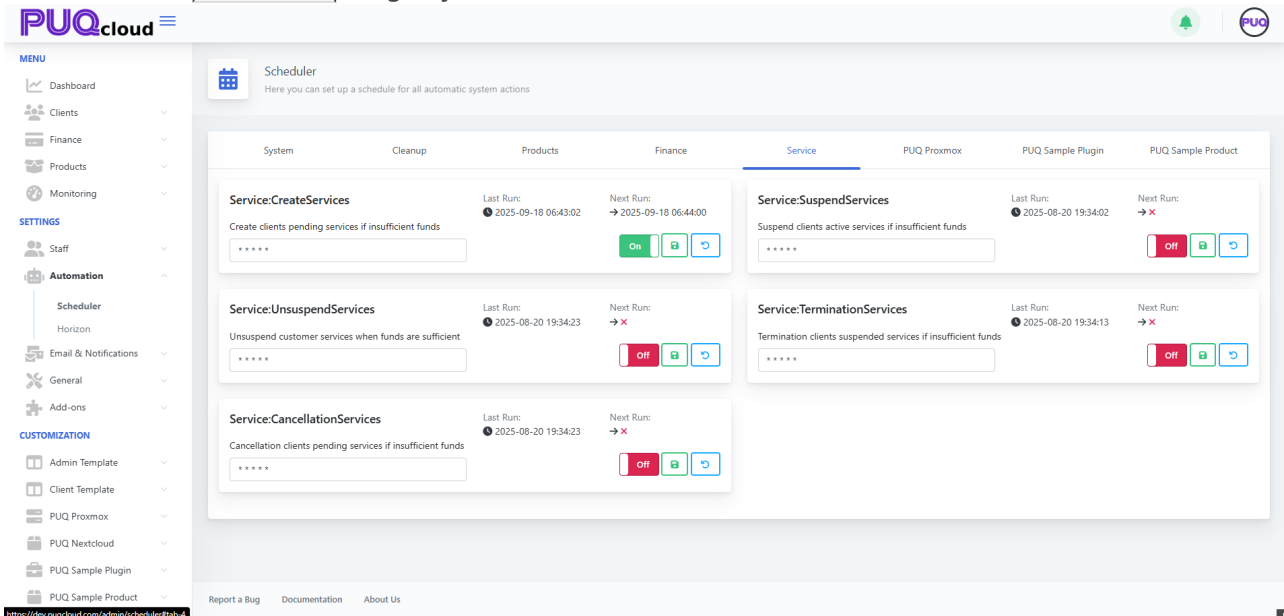 PUQcloud
PUQ
MENU
Dashboard
Clients
Finance
Products
Monitoring
SETTINGS
Staff
Automation
Scheduler
Horizon
Email & Notifications
General
Add-ons
CUSTOMIZATION
Admin Template
Client Template
PUQ Proxmox
PUQ Nextcloud
PUQ Sample Plugin
PUQ Sample Product
https://dev.puqcloud.com/admin/scheduler#tab-4
Scheduler
Here you can set up a schedule for all automatic system actions
System Cleanup Products Finance Service PUQ Proxmox PUQ Sample Plugin PUQ Sample Product
Service:CreateServices
Create clients pending services if insufficient funds
* * * * *
Last Run:
2025-09-18 06:43:02
Next Run:
→ 2025-09-18 06:44:00
On
Service:SuspendServices
Suspend clients active services if insufficient funds
* * * * *
Last Run:
2025-08-20 19:34:02
Next Run:
→ ×
Off
Service:UnsuspendServices
Unsuspend customer services when funds are sufficient
* * * * *
Last Run:
2025-08-20 19:34:23
Next Run:
→ ×
Off
Service:TerminationServices
Termination clients suspended services if insufficient funds
* * * * *
Last Run:
2025-08-20 19:34:13
Next Run:
→ ×
Off
Service:CancellationServices
Cancellation clients pending services if insufficient funds
* * * * *
Last Run:
2025-08-20 19:34:23
Next Run:
→ ×
Off
Report a Bug Documentation About Us